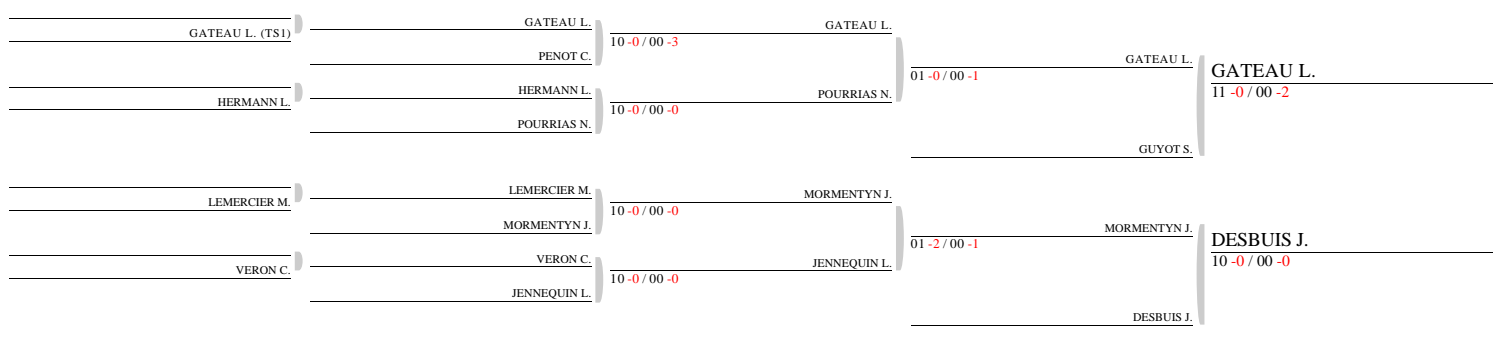 GATEAU L. (TS1)
HERMANN L.
LEMERCIER M.
VERON C.
GATEAU L.
PENOT C.
HERMANN L.
POURRIAS N.
LEMERCIER M.
MORMENTYN J.
VERON C.
JENNEQUIN L.
GATEAU L.
10 -0 / 00 -3
POURRIAS N.
10 -0 / 00 -0
MORMENTYN J.
10 -0 / 00 -0
JENNEQUIN L.
10 -0 / 00 -0
GATEAU L.
01 -0 / 00 -1
GUYOT S.
MORMENTYN J.
01 -2 / 00 -1
DESBUIS J.
GATEAU L.
11 -0 / 00 -2
DESBUIS J.
10 -0 / 00 -0